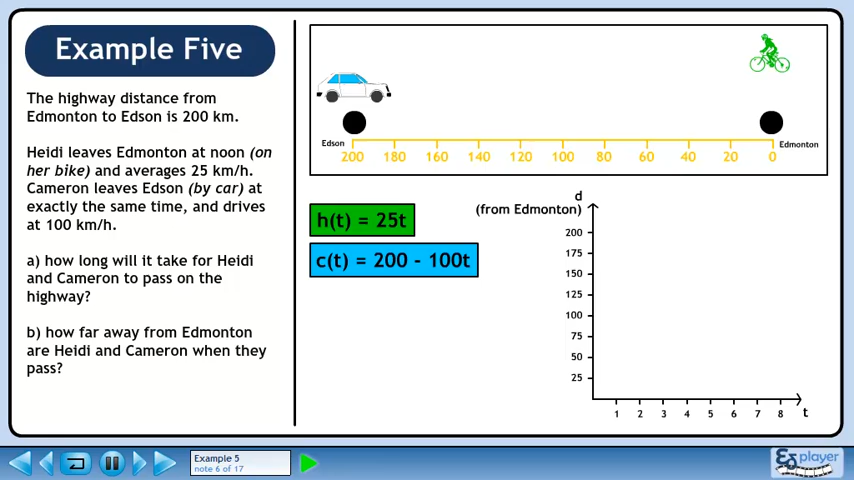 Example Five
The highway distance from
Edmonton to Edson is 200 km.
Heidi leaves Edmonton at noon (on
her bike) and averages 25 km/h.
Cameron leaves Edson (by car) at
exactly the same time, and drives
at 100 km/h.
a) how long will it take for Heidi
and Cameron to pass on the
highway?
b) how far away from Edmonton
are Heidi and Cameron when they
pass?
Edson
Edmonton
200 180 160 140 120 100 80 60 40 20 0
h(t) = 25t
c(t) = 200 - 100t
d
(from Edmonton)
200
175
150
125
100
75
50
25
1 2 3 4 5 6 7 8 t
Example 5
note 6 of 17
Ez player